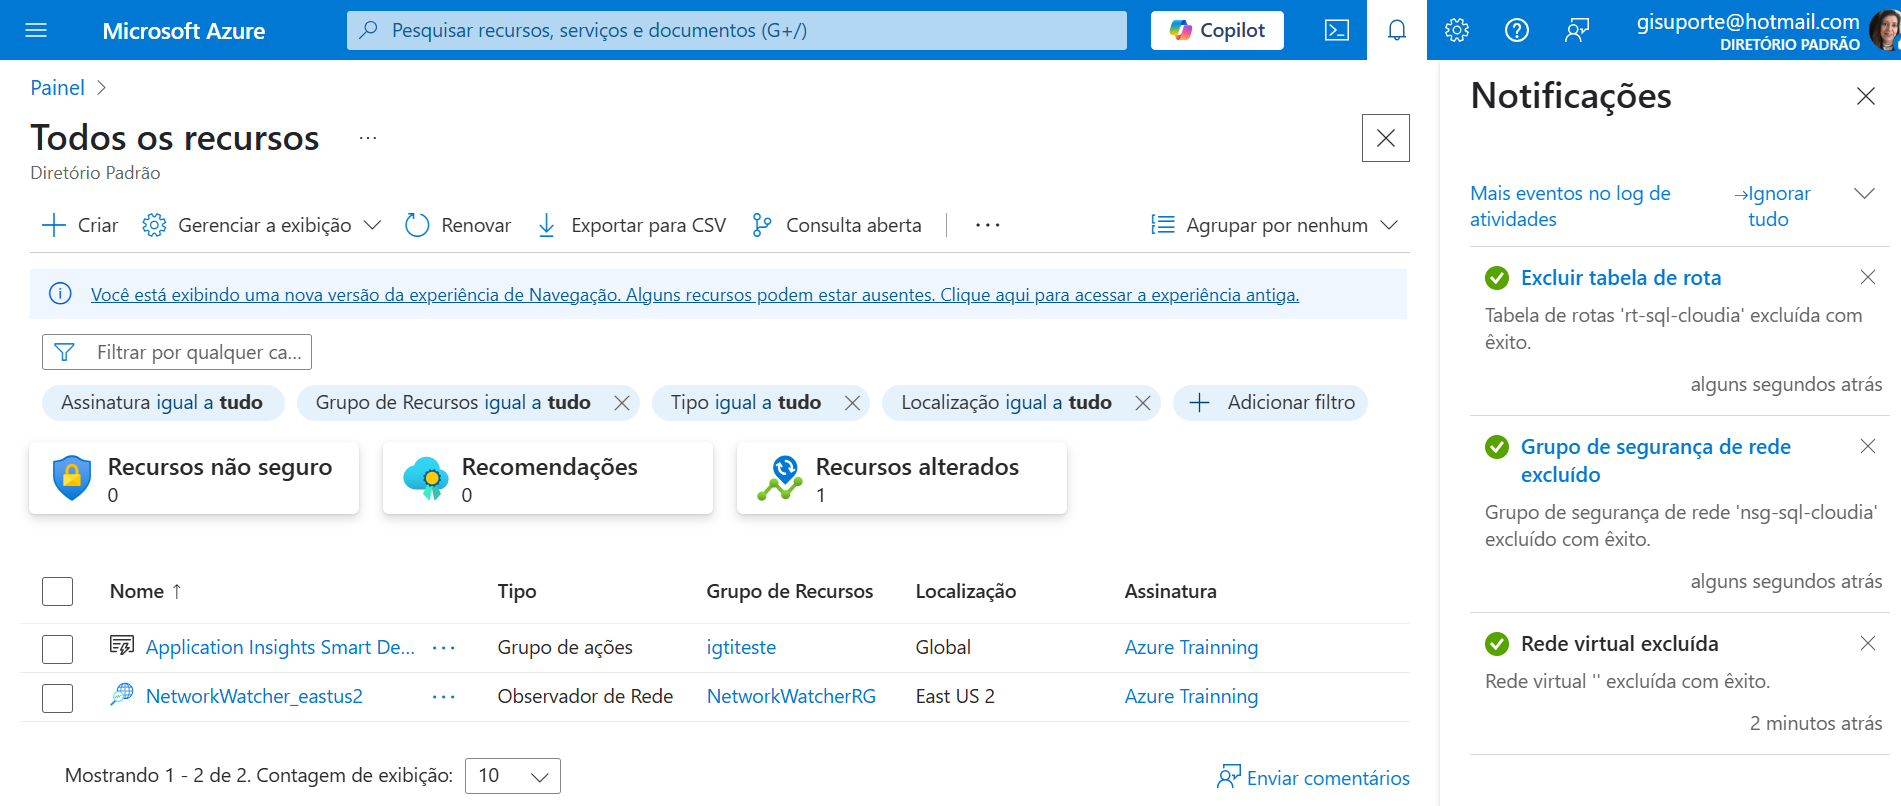 Microsoft Azure
Pesquisar recursos, serviços e documentos (G+/)
Copilot
gisuporte@hotmail.com
DIRETÓRIO PADRÃO
Painel
Todos os recursos
...
Diretório Padrão
Criar
Gerenciar a exibição
Renovar
Exportar para CSV
Consulta aberta
...
Agrupar por nenhum
Você está exibindo uma nova versão da experiência de Navegação. Alguns recursos podem estar ausentes. Clique aqui para acessar a experiência antiga.
Filtrar por qualquer ca...
Assinatura igual a tudo
Grupo de Recursos igual a tudo
Tipo igual a tudo
Localização igual a tudo
Adicionar filtro
Recursos não seguro
0
Recomendações
0
Recursos alterados
1
Nome ↑ Tipo Grupo de Recursos Localização Assinatura
Application Insights Smart De... ... Grupo de ações igtiteste Global Azure Trainning
NetworkWatcher_eastus2 ... Observador de Rede NetworkWatcherRG East US 2 Azure Trainning
Mostrando 1 - 2 de 2. Contagem de exibição: 10
Enviar comentários
Notificações
Mais eventos no log de
atividades
→Ignorar
tudo
Excluir tabela de rota
Tabela de rotas 'rt-sql-cloudia' excluída com
êxito.
alguns segundos atrás
Grupo de segurança de rede
excluído
Grupo de segurança de rede 'nsg-sql-cloudia'
excluído com êxito.
alguns segundos atrás
Rede virtual excluída
Rede virtual '' excluída com êxito.
2 minutos atrás